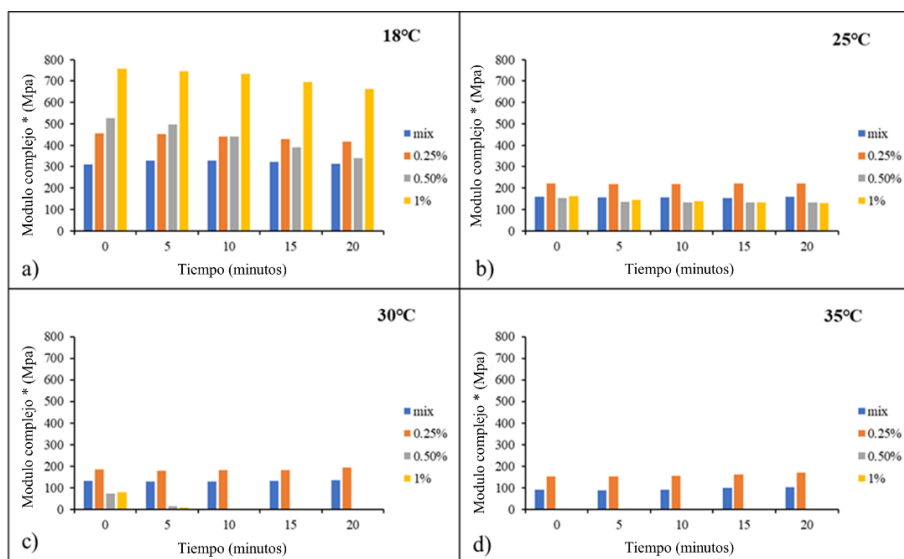 18°C
800
700
600
500
400
300
200
100
0
Modulo complejo * (Mpa)
mix
0.25%
0.50%
1%
0 5 10 15 20
Tiempo (minutos)
a)
25°C
800
700
600
500
400
300
200
100
0
Modulo complejo * (Mpa)
mix
0.25%
0.50%
1%
0 5 10 15 20
Tiempo (minutos)
b)
30°C
800
700
600
500
400
300
200
100
0
Modulo complejo * (Mpa)
mix
0.25%
0.50%
1%
0 5 10 15 20
Tiempo (minutos)
c)
35°C
800
700
600
500
400
300
200
100
0
Modulo complejo * (Mpa)
mix
0.25%
0.50%
1%
0 5 10 15 20
Tiempo (minutos)
d)